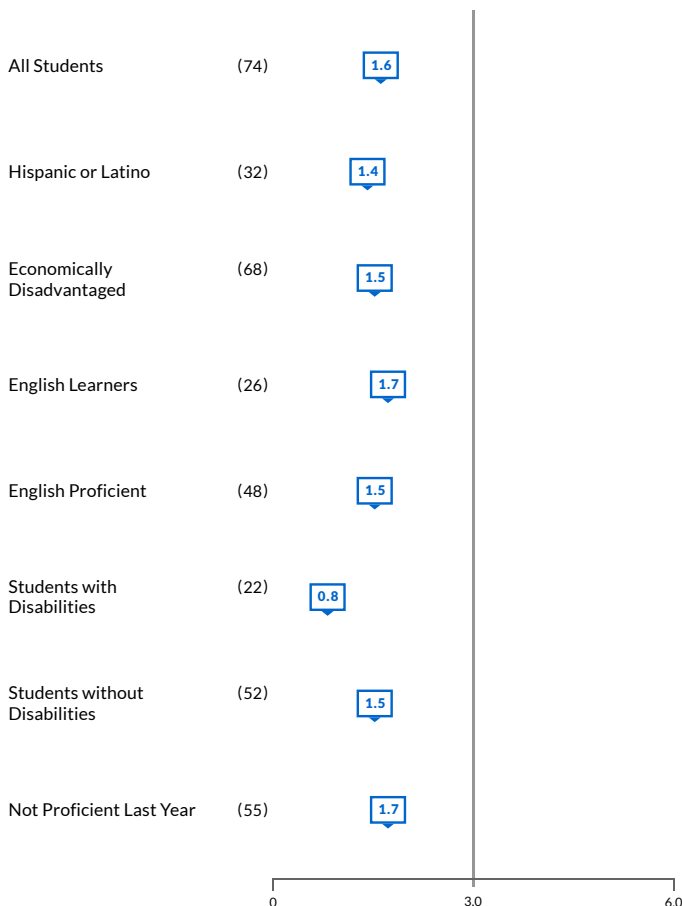 All Students (74) 1.6
Hispanic or Latino (32) 1.4
Economically (68) 1.5
Disadvantaged
English Learners (26) 1.7
English Proficient (48) 1.5
Students with (22) 0.8
Disabilities
Students without (52) 1.5
Disabilities
Not Proficient Last Year (55) 1.7
0 3.0 6.0